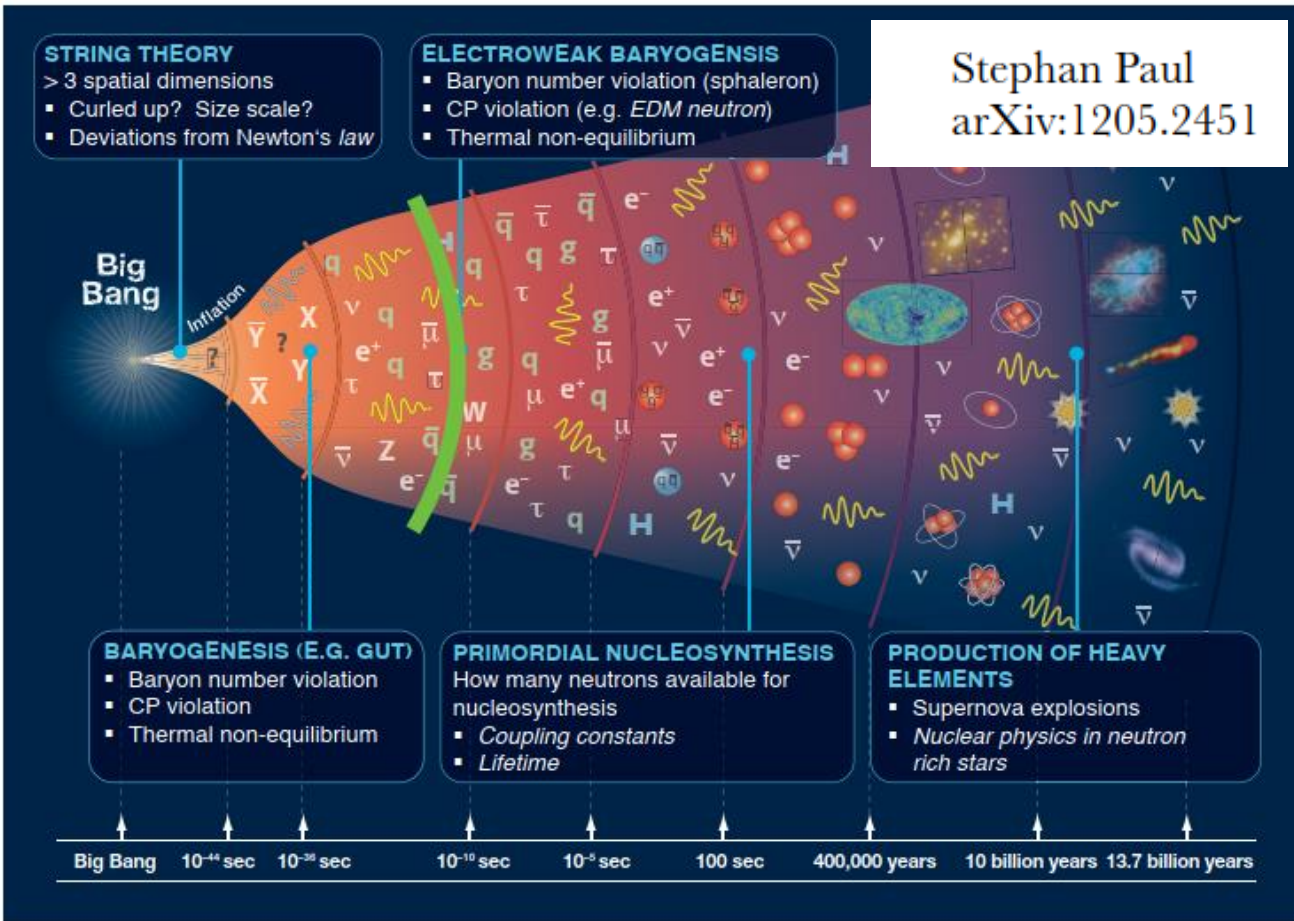 STRING THEORY
> 3 spatial dimensions
▪ Curled up? Size scale?
▪ Deviations from Newton‘s law
ELECTROWEAK BARYOGENSIS
▪ Baryon number violation (sphaleron)
▪ CP violation (e.g. EDM neutron)
▪ Thermal non-equilibrium
Stephan Paul
arXiv:1205.2451
Big
Bang
Inflation
BARYOGENESIS (E.G. GUT)
▪ Baryon number violation
▪ CP violation
▪ Thermal non-equilibrium
PRIMORDIAL NUCLEOSYNTHESIS
How many neutrons available for
nucleosynthesis
▪ Coupling constants
▪ Lifetime
PRODUCTION OF HEAVY
ELEMENTS
▪ Supernova explosions
▪ Nuclear physics in neutron
rich stars
Big Bang 10⁻⁴⁴ sec 10⁻³⁶ sec 10⁻¹⁰ sec 10⁻⁵ sec 100 sec 400,000 years 10 billion years 13.7 billion years